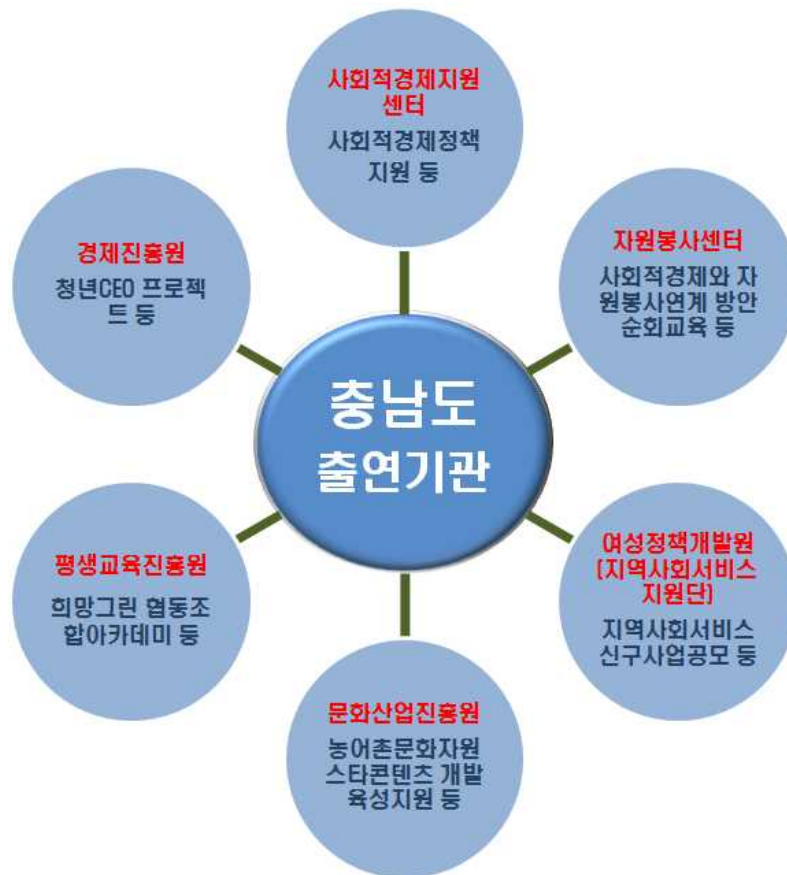 사회적경제지원
센터
사회적경제정책
지원 등
경제진흥원
청년CEO 프로젝
트 등
자원봉사센터
사회적경제와 자
원봉사연계 방안
순회교육 등
충남도
출연기관
평생교육진흥원
희망그린 협동조
합아카데미 등
여성정책개발원
(지역사회서비스
지원단)
지역사회서비스
신구사업공모 등
문화산업진흥원
농어촌문화자원
스타콘텐츠 개발
육성지원 등